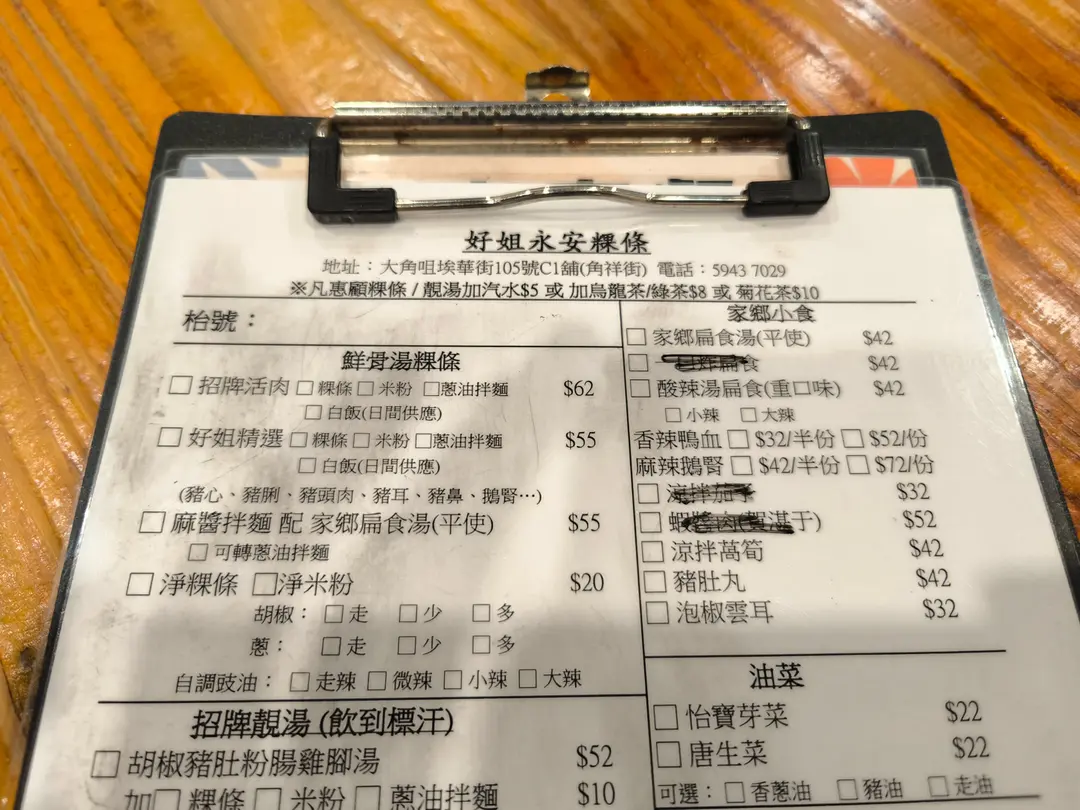 好姐永安粿條
地址：大角咀埃華街105號C1舖(角祥街) 電話：5943 7029
※凡惠顧粿條 / 靚湯加汽水$5 或 加烏龍茶/綠茶$8 或 菊花茶$10
枱號：
鮮骨湯粿條
□ 招牌活肉 □ 粿條 □ 米粉 □蔥油拌麵 $62
□ 白飯(日間供應)
□ 好姐精選 □ 粿條 □ 米粉 □蔥油拌麵 $55
□ 白飯(日間供應)
(豬心、豬脷、豬頭肉、豬耳、豬鼻、鵝腎…)
□ 麻醬拌麵 配 家鄉扁食湯(平使) $55
□ 可轉蔥油拌麵
□ 淨粿條 □淨米粉 $20
胡椒： □ 走 □ 少 □ 多
蔥： □ 走 □ 少 □ 多
自調豉油： □ 走辣 □ 微辣 □ 小辣 □ 大辣
招牌靚湯 (飲到標汗)
□ 胡椒豬肚粉腸雞腳湯 $52
加□ 粿條 □ 米粉 □ 蔥油拌麵 $10
家鄉小食
□ 家鄉扁食湯(平使) $42
□ 食 $42
□ 酸辣湯扁食(重口味) $42
□ 小辣 □ 大辣
香辣鴨血 □ $32/半份 □ $52/份
麻辣鵝腎 □ $42/半份 □ $72/份
□ 涼拌茄子 $32
□ 蝦醬肉 于) $52
□ 涼拌萵筍 $42
□ 豬肚丸 $42
□ 泡椒雲耳 $32
油菜
□ 怡寶芽菜 $22
□ 唐生菜 $22
可選： □ 香蔥油 □ 豬油 □ 走油